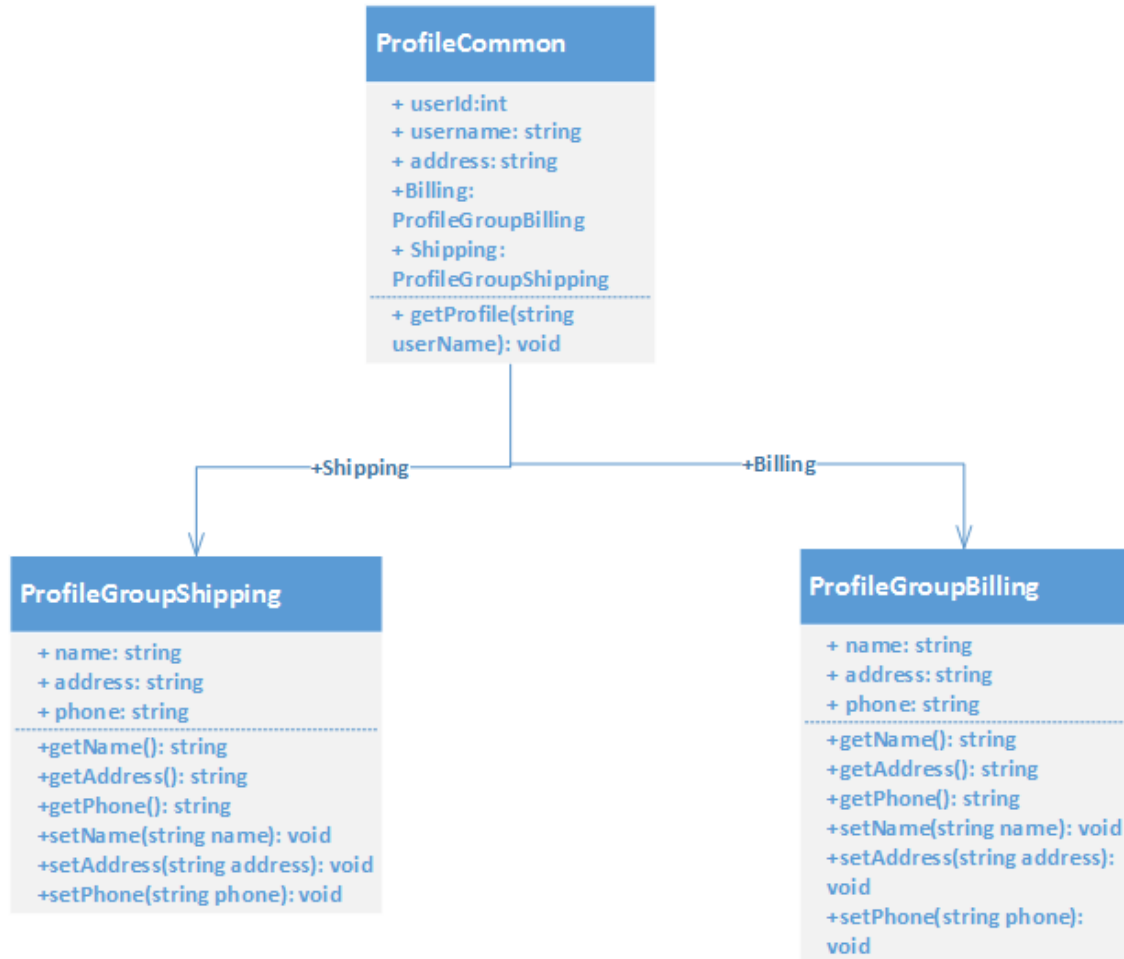 ProfileCommon
+ userId:int
+ username: string
+ address: string
+Billing:
ProfileGroupBilling
+ Shipping:
ProfileGroupShipping
+ getProfile(string
userName): void
+Shipping
+Billing
ProfileGroupShipping
+ name: string
+ address: string
+ phone: string
+getName(): string
+getAddress(): string
+getPhone(): string
+setName(string name): void
+setAddress(string address): void
+setPhone(string phone): void
ProfileGroupBilling
+ name: string
+ address: string
+ phone: string
+getName(): string
+getAddress(): string
+getPhone(): string
+setName(string name): void
+setAddress(string address):
void
+setPhone(string phone):
void